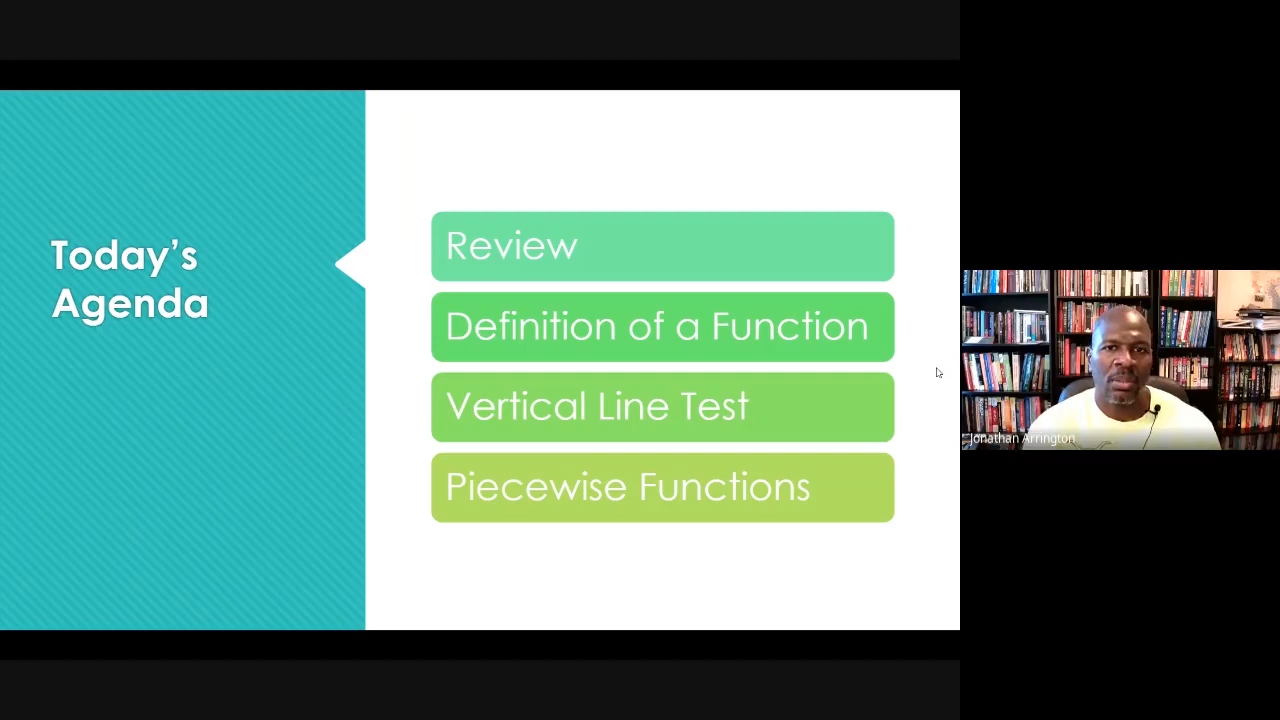 Today’s
Agenda
Review
Definition of a Function
Vertical Line Test
Piecewise Functions
Jonathan Arrington